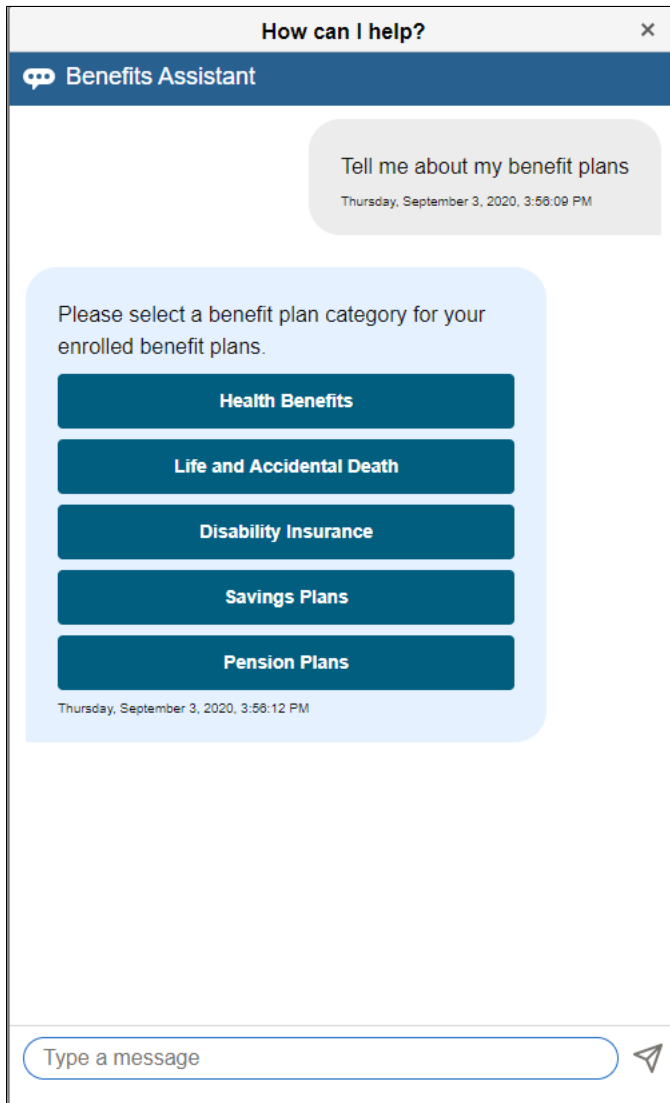 How can I help?
Benefits Assistant
Tell me about my benefit plans
Thursday, September 3, 2020, 3:56:09 PM
Please select a benefit plan category for your
enrolled benefit plans.
Health Benefits
Life and Accidental Death
Disability Insurance
Savings Plans
Pension Plans
Thursday, September 3, 2020, 3:56:12 PM
Type a message